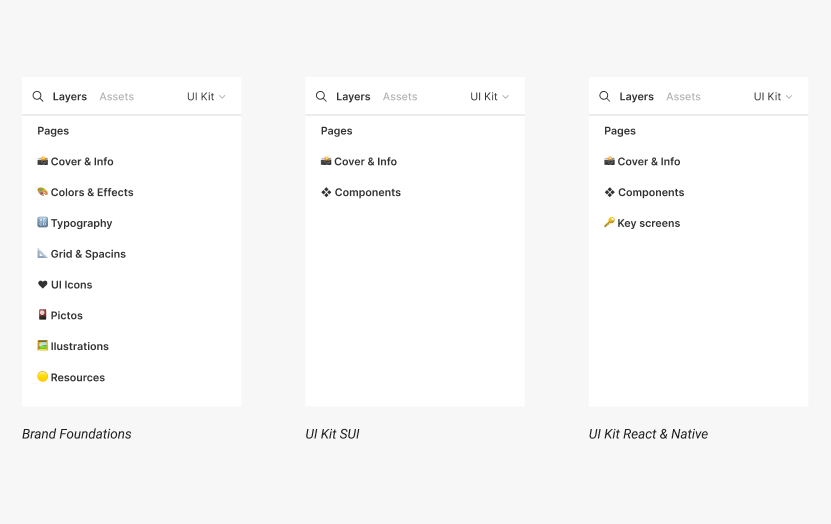 Layers Assets UI Kit
Pages
Cover & Info
Colors & Effects
Typography
Grid & Spacins
UI Icons
Pictos
Ilustrations
Resources
Brand Foundations
Layers Assets UI Kit
Pages
Cover & Info
Components
UI Kit SUI
Layers Assets UI Kit
Pages
Cover & Info
Components
Key screens
UI Kit React & Native